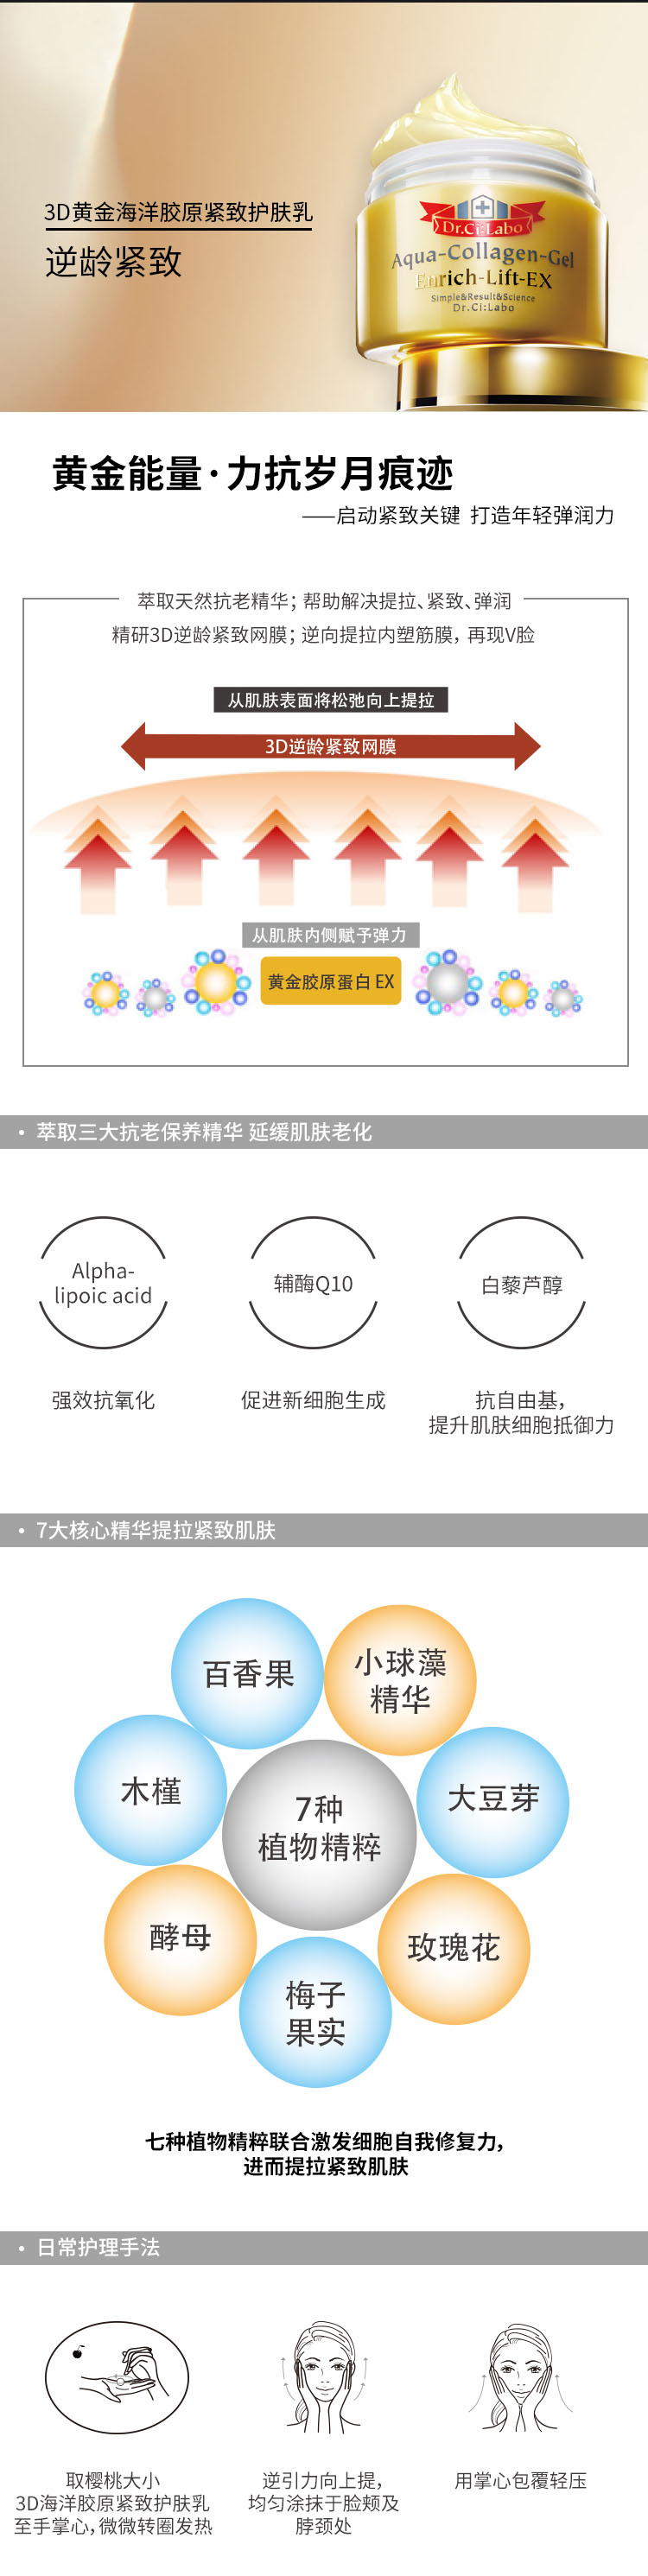 3D黄金海洋胶原紧致护肤乳
逆龄紧致
Dr.Ci:Labo
Aqua-Collagen-Gel
Enrich-Lift-EX
Simple&Result&Science
Dr.Ci:Labo
黄金能量·力抗岁月痕迹
——启动紧致关键 打造年轻弹润力
萃取天然抗老精华；帮助解决提拉、紧致、弹润
精研3D逆龄紧致网膜；逆向提拉内塑筋膜，再现V脸
从肌肤表面将松弛向上提拉
3D逆龄紧致网膜
从肌肤内侧赋予弹力
黄金胶原蛋白 EX
• 萃取三大抗老保养精华 延缓肌肤老化
Alpha-
lipoic acid
强效抗氧化
辅酶Q10
促进新细胞生成
白藜芦醇
抗自由基，
提升肌肤细胞抵御力
• 7大核心精华提拉紧致肌肤
百香果
小球藻
精华
木槿
7种
植物精粹
大豆芽
酵母
玫瑰花
梅子
果实
七种植物精粹联合激发细胞自我修复力，
进而提拉紧致肌肤
• 日常护理手法
取樱桃大小
3D海洋胶原紧致护肤乳
至手掌心，微微转圈发热
逆引力向上提，
均匀涂抹于脸颊及
脖颈处
用掌心包覆轻压